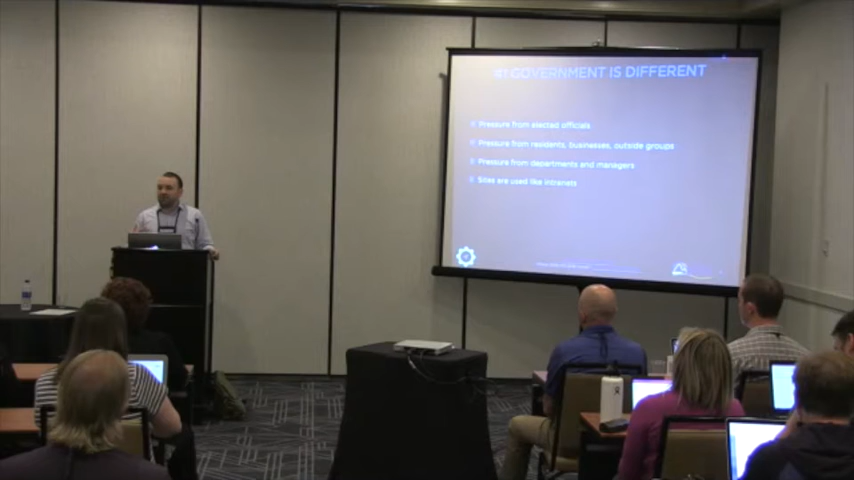 GOVERNMENT IS DIFFERENT
Pressure from elected officials
Pressure from residents, businesses, outside groups
Pressure from departments and managers
Sites are used like intranets